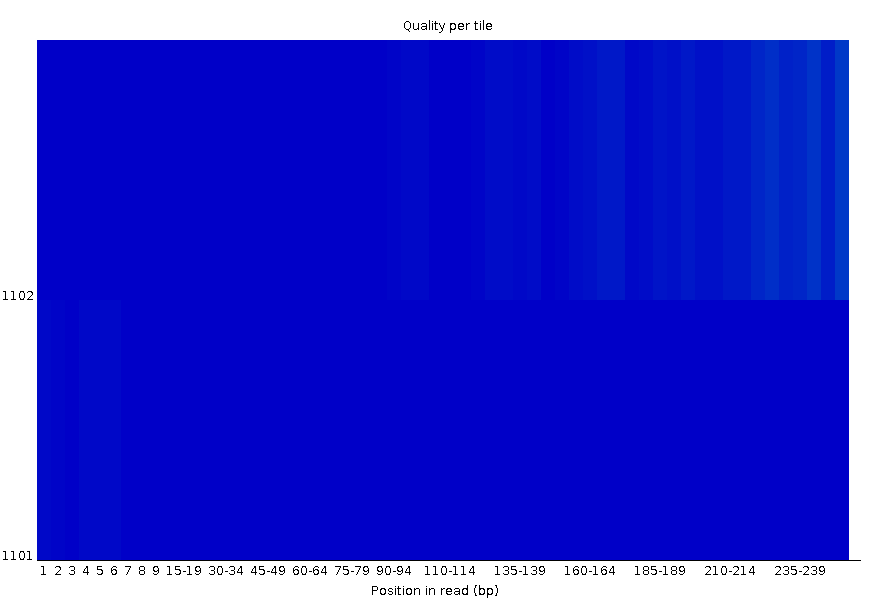 Quality per tile
1102
1101
1 2 3 4 5 6 7 8 9 15-19 30-34 45-49 60-64 75-79 90-94 110-114 135-139 160-164 185-189 210-214 235-239
Position in read (bp)